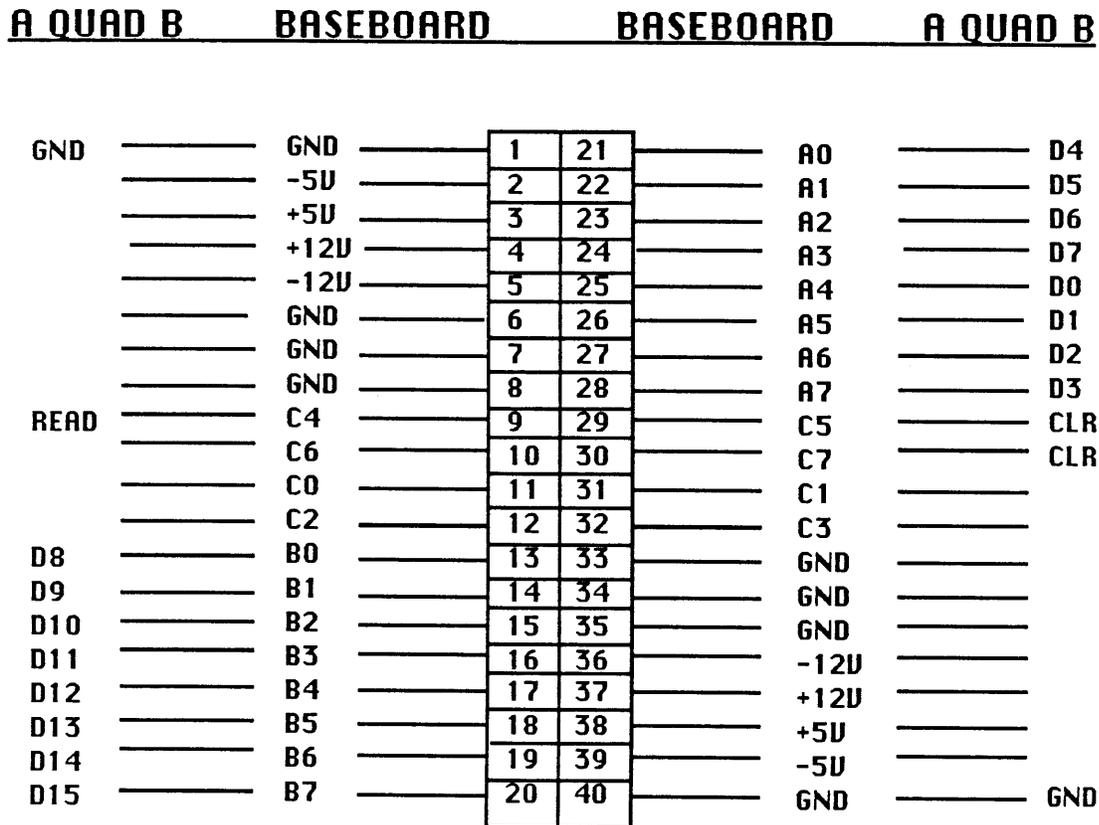 A QUAD B BASEBOARD BASEBOARD A QUAD B
GND GND 1 21 A0 D4
-5V 2 22 A1 D5
+5V 3 23 A2 D6
+12V 4 24 A3 D7
-12V 5 25 A4 D0
GND 6 26 A5 D1
GND 7 27 A6 D2
GND 8 28 A7 D3
READ C4 9 29 C5 CLR
C6 10 30 C7 CLR
C0 11 31 C1
C2 12 32 C3
D8 B0 13 33 GND
D9 B1 14 34 GND
D10 B2 15 35 GND
D11 B3 16 36 -12V
D12 B4 17 37 +12V
D13 B5 18 38 +5V
D14 B6 19 39 -5V
D15 B7 20 40 GND GND